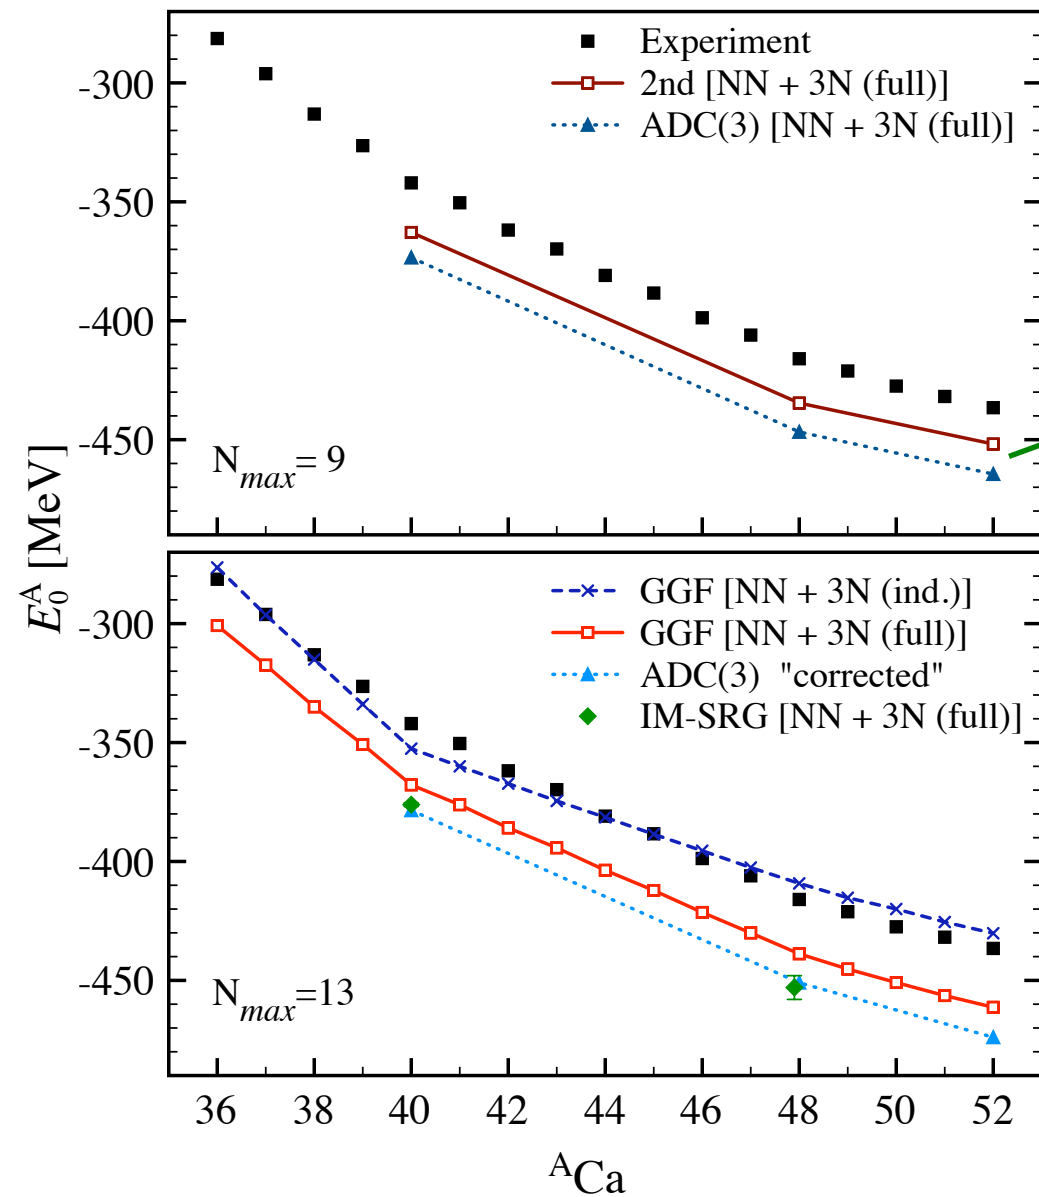 Experiment
2nd [NN + 3N (full)]
ADC(3) [NN + 3N (full)]
-300
-350
-400
-450
N_max= 9
E_0^A [MeV]
GGF [NN + 3N (ind.)]
GGF [NN + 3N (full)]
ADC(3) "corrected"
IM-SRG [NN + 3N (full)]
-300
-350
-400
-450
N_max=13
36 38 40 42 44 46 48 50 52
^ACa